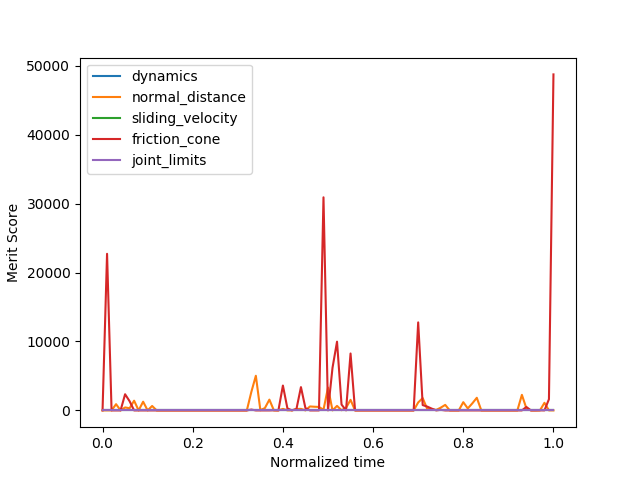 50000
40000
30000
20000
10000
0
Merit Score
dynamics
normal_distance
sliding_velocity
friction_cone
joint_limits
0.0 0.2 0.4 0.6 0.8 1.0
Normalized time